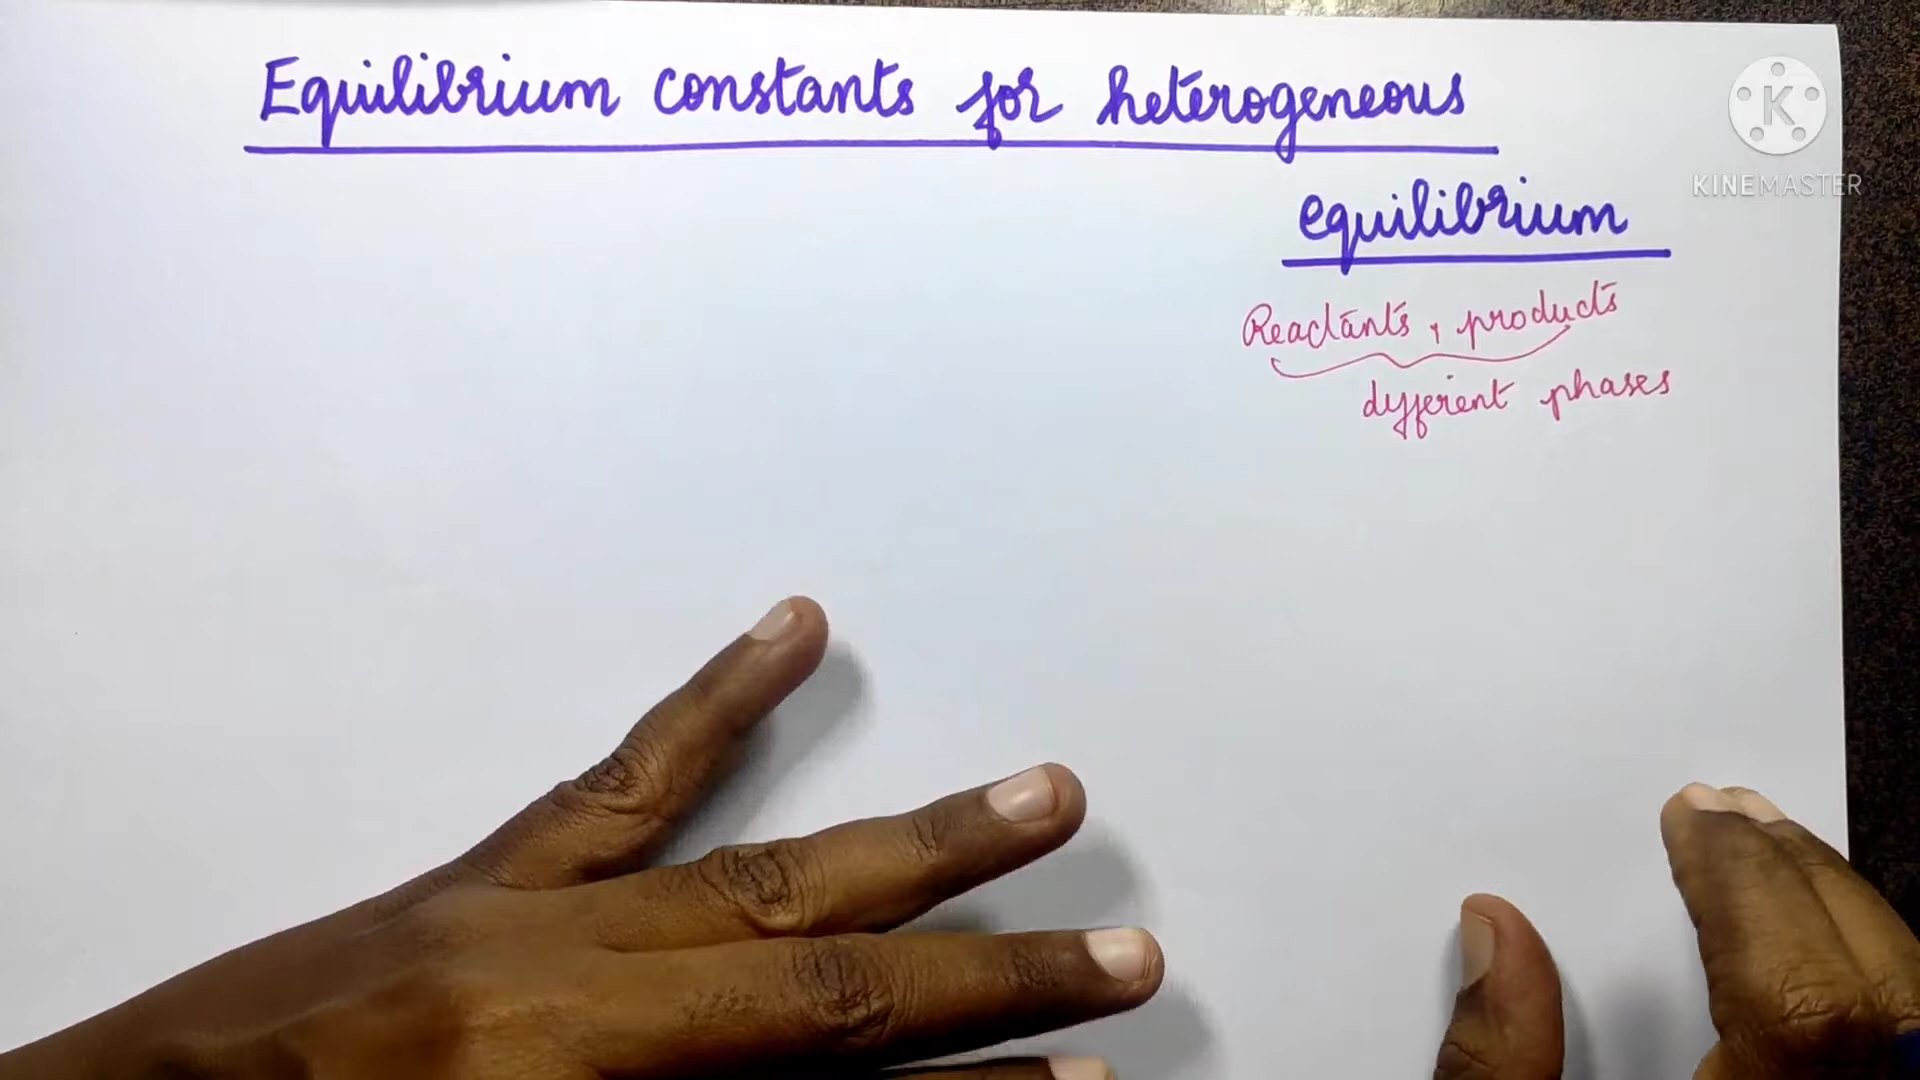 Equilibrium constants for heterogeneous
equilibrium
Reactants, products
different phases
K
KINEMASTER